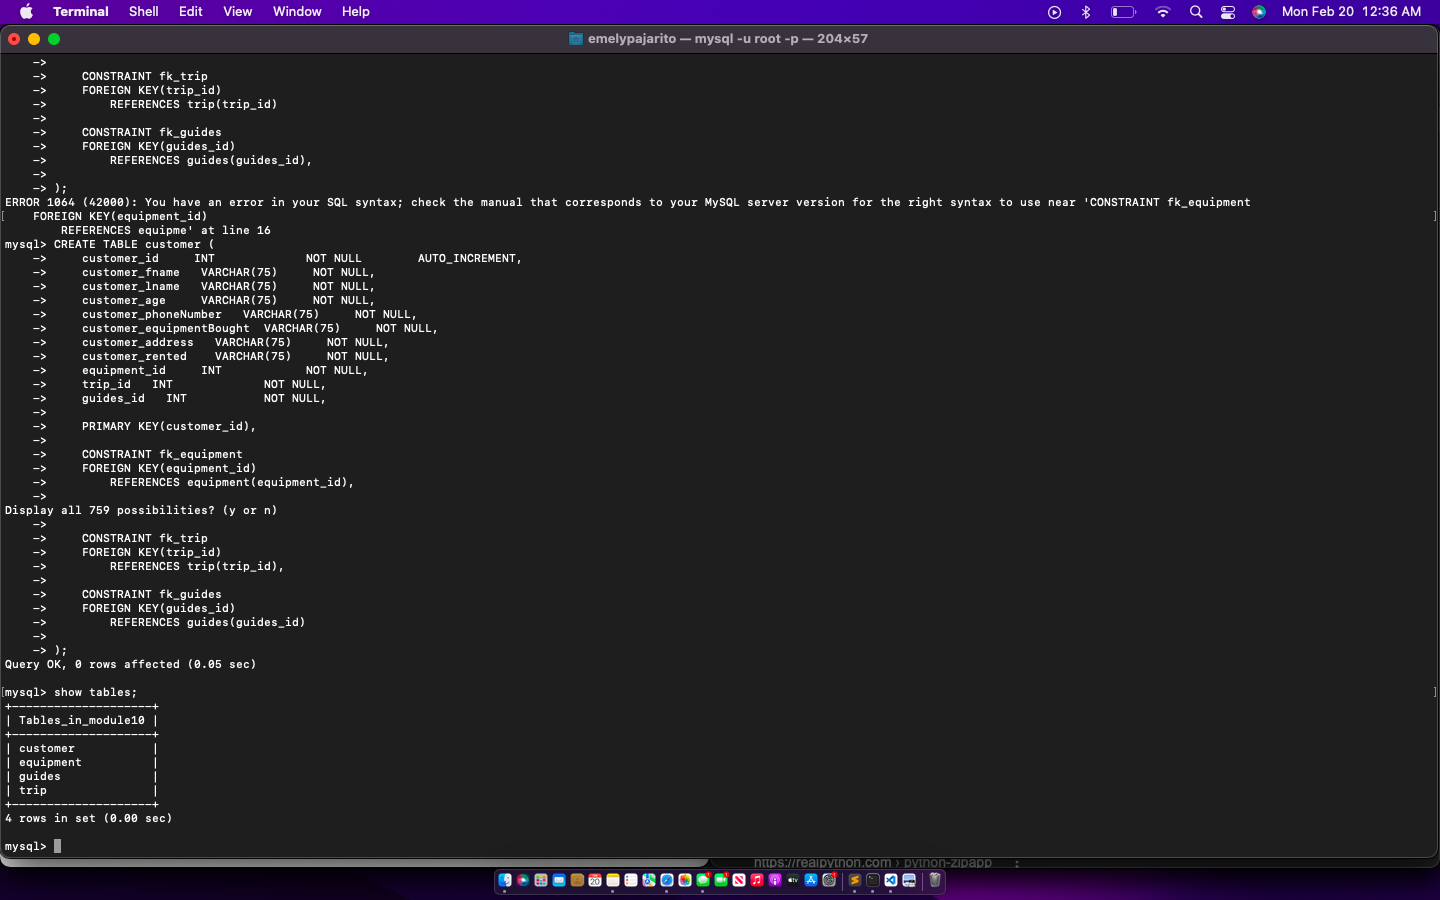 Terminal Shell Edit View Window Help Mon Feb 20 12:36 AM
emelypajarito — mysql -u root -p — 204×57
->
-> CONSTRAINT fk_trip
-> FOREIGN KEY(trip_id)
-> REFERENCES trip(trip_id)
->
-> CONSTRAINT fk_guides
-> FOREIGN KEY(guides_id)
-> REFERENCES guides(guides_id),
->
-> );
ERROR 1064 (42000): You have an error in your SQL syntax; check the manual that corresponds to your MySQL server version for the right syntax to use near 'CONSTRAINT fk_equipment
[ FOREIGN KEY(equipment_id) ]
REFERENCES equipme' at line 16
mysql> CREATE TABLE customer (
-> customer_id INT NOT NULL AUTO_INCREMENT,
-> customer_fname VARCHAR(75) NOT NULL,
-> customer_lname VARCHAR(75) NOT NULL,
-> customer_age VARCHAR(75) NOT NULL,
-> customer_phoneNumber VARCHAR(75) NOT NULL,
-> customer_equipmentBought VARCHAR(75) NOT NULL,
-> customer_address VARCHAR(75) NOT NULL,
-> customer_rented VARCHAR(75) NOT NULL,
-> equipment_id INT NOT NULL,
-> trip_id INT NOT NULL,
-> guides_id INT NOT NULL,
->
-> PRIMARY KEY(customer_id),
->
-> CONSTRAINT fk_equipment
-> FOREIGN KEY(equipment_id)
-> REFERENCES equipment(equipment_id),
->
Display all 759 possibilities? (y or n)
->
-> CONSTRAINT fk_trip
-> FOREIGN KEY(trip_id)
-> REFERENCES trip(trip_id),
->
-> CONSTRAINT fk_guides
-> FOREIGN KEY(guides_id)
-> REFERENCES guides(guides_id)
->
-> );
Query OK, 0 rows affected (0.05 sec)
[mysql> show tables; ]
+--------------------+
| Tables_in_module10 |
+--------------------+
| customer |
| equipment |
| guides |
| trip |
+--------------------+
4 rows in set (0.00 sec)
mysql>
https://realpython.com › python-zipapp